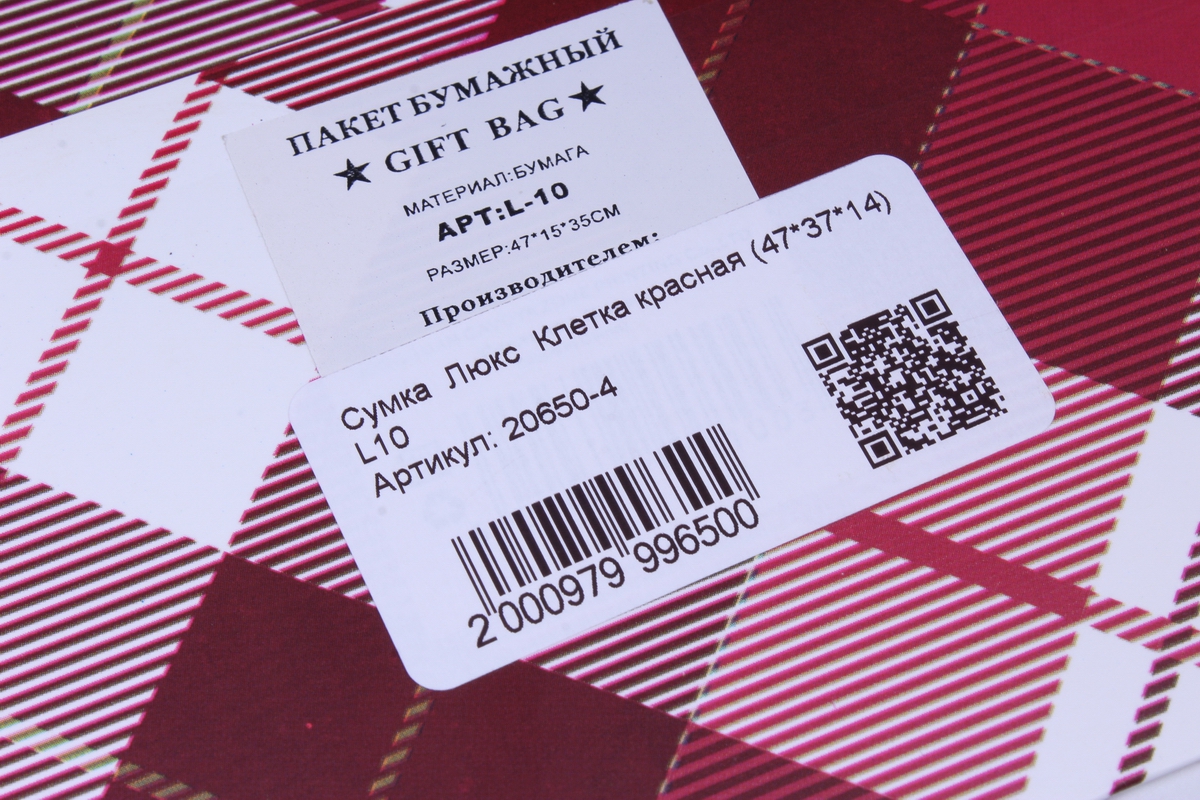 ПАКЕТ БУМАЖНЫЙ
★ GIFT BAG ★
МАТЕРИАЛ:БУМАГА
АРТ:L-10
РАЗМЕР:47*15*35СМ
Производителем:
Сумка Люкс Клетка красная (47*37*14)
L10
Артикул: 20650-4
2 000979 996500